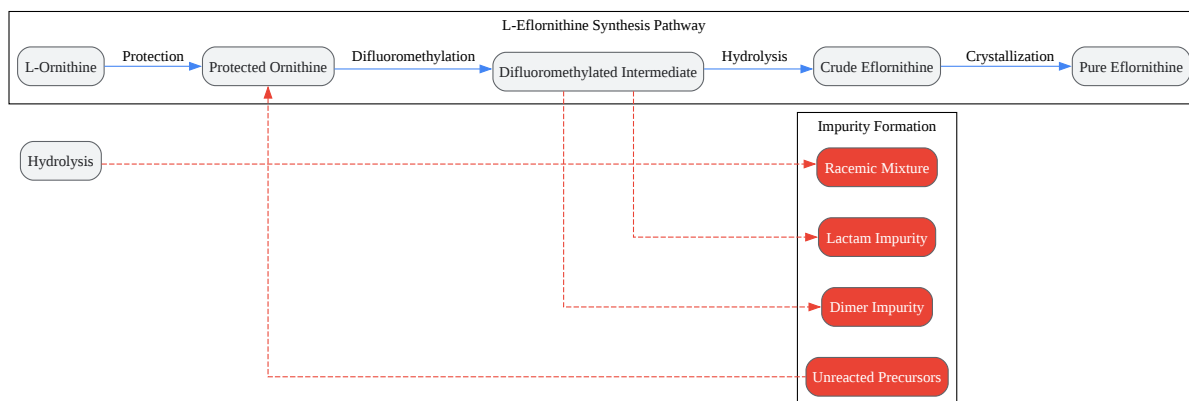 L-Eflornithine Synthesis Pathway
L-Ornithine
Protection
Protected Ornithine
Difluoromethylation
Difluoromethylated Intermediate
Hydrolysis
Crude Eflornithine
Crystallization
Pure Eflornithine
Impurity Formation
Hydrolysis
Racemic Mixture
Lactam Impurity
Dimer Impurity
Unreacted Precursors